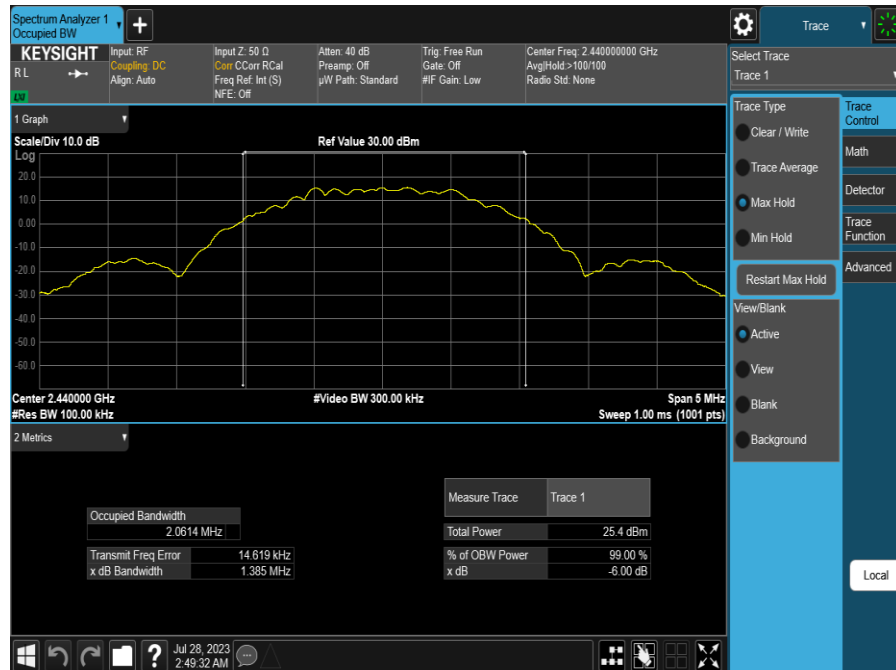 Spectrum Analyzer 1
Occupied BW
KEYSIGHT
R L
LNI
Input: RF
Coupling: DC
Align: Auto
Input Z: 50 Ω
Corr CCorr RCal
Freq Ref: Int (S)
NFE: Off
Atten: 40 dB
Preamp: Off
µW Path: Standard
Trig: Free Run
Gate: Off
#IF Gain: Low
Center Freq: 2.440000000 GHz
Avg|Hold:>100/100
Radio Std: None
1 Graph
Scale/Div 10.0 dB
Ref Value 30.00 dBm
Log
20.0
10.0
0.00
-10.0
-20.0
-30.0
-40.0
-50.0
-60.0
Center 2.440000 GHz
#Video BW 300.00 kHz
Span 5 MHz
#Res BW 100.00 kHz
Sweep 1.00 ms (1001 pts)
2 Metrics
Measure Trace
Trace 1
Occupied Bandwidth
2.0614 MHz
Total Power
25.4 dBm
Transmit Freq Error
14.619 kHz
% of OBW Power
99.00 %
x dB Bandwidth
1.385 MHz
x dB
-6.00 dB
Jul 28, 2023
2:49:32 AM
Trace
Select Trace
Trace 1
Trace Type
Clear / Write
Trace Average
Max Hold
Min Hold
Restart Max Hold
View/Blank
Active
View
Blank
Background
Trace
Control
Math
Detector
Trace
Function
Advanced
Local